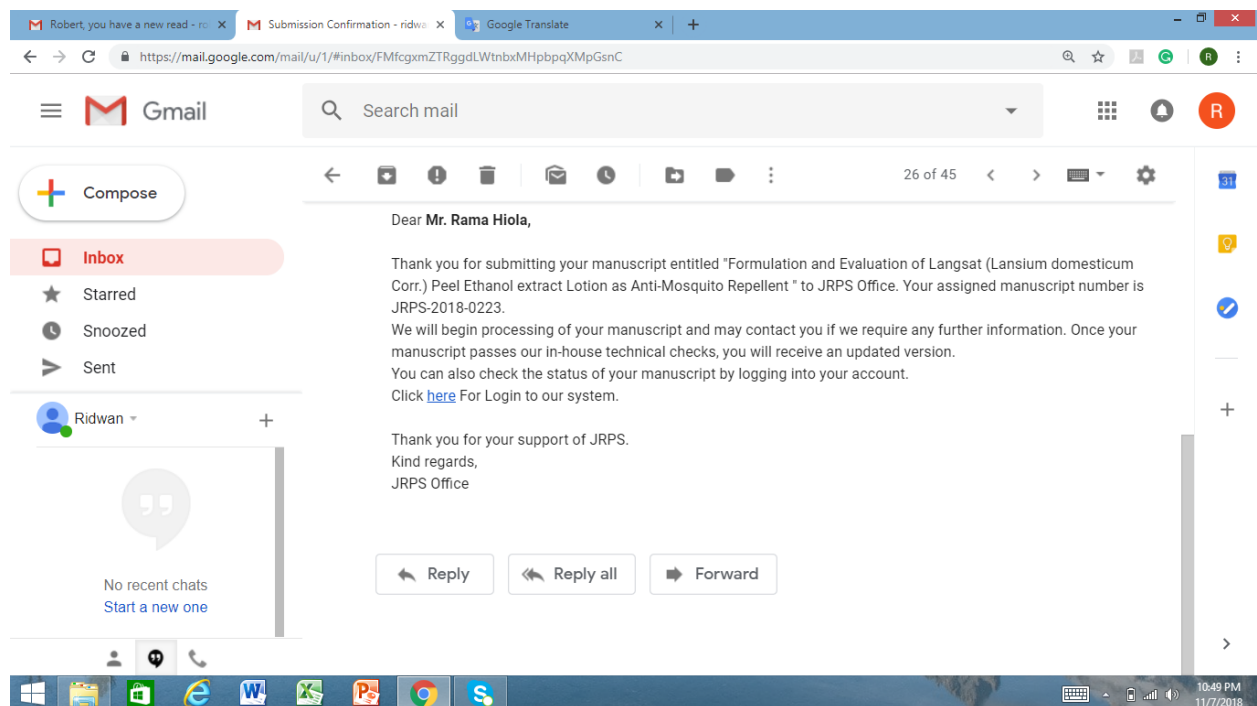 Robert, you have a new read - ro
Submission Confirmation - ridwa
Google Translate
https://mail.google.com/mail/u/1/#inbox/FMfcgxmZTRggdLWtnbxMHpbpqXMpGsnC
R
Gmail
Search mail
R
Compose
26 of 45
31
Inbox
Starred
Snoozed
Sent
Ridwan
No recent chats
Start a new one
Dear Mr. Rama Hiola,
Thank you for submitting your manuscript entitled "Formulation and Evaluation of Langsat (Lansium domesticum
Corr.) Peel Ethanol extract Lotion as Anti-Mosquito Repellent " to JRPS Office. Your assigned manuscript number is
JRPS-2018-0223.
We will begin processing of your manuscript and may contact you if we require any further information. Once your
manuscript passes our in-house technical checks, you will receive an updated version.
You can also check the status of your manuscript by logging into your account.
Click here For Login to our system.
Thank you for your support of JRPS.
Kind regards,
JRPS Office
Reply
Reply all
Forward
10:49 PM
11/7/2018